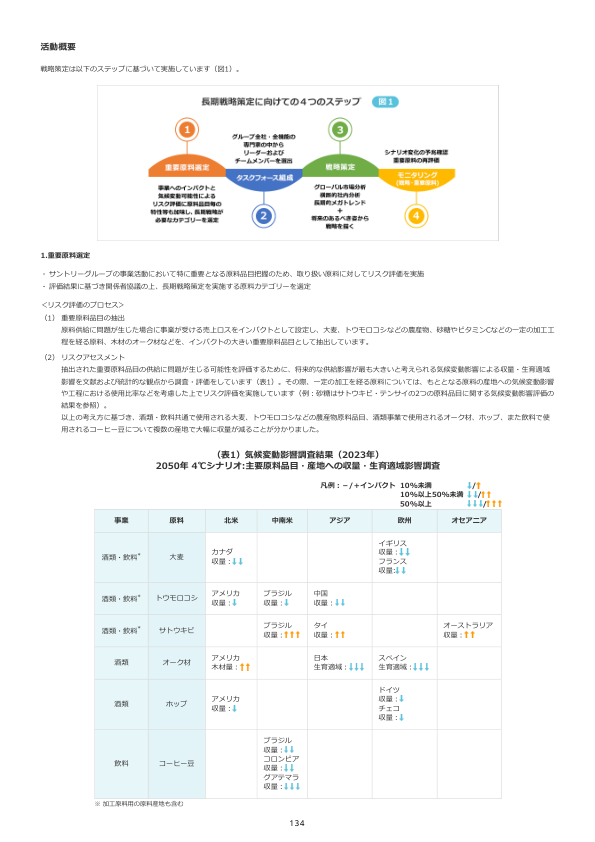 活動概要
戦略策定は以下のステップに基づいて実施しています（図1）。
長期戦略策定に向けての４つのステップ 図１
1
重要原料選定
事業へのインパクトと
気候変動可能性による
リスク評価に原料品目毎の
特性等も加味し、長期戦略が
必要なカテゴリーを選定
グループ会社・全機能の
専門家の中から
リーダーおよび
チームメンバーを選出
タスクフォース組成
2
3
戦略策定
グローバル市場分析
横断的社内分析
長期的メガトレンド
＋
将来のあるべき姿から
戦略を描く
シナリオ変化の予兆確認
重要原料の再評価
モニタリング
（戦略・重要原料）
4
1.重要原料選定
・ サントリーグループの事業活動において特に重要となる原料品目把握のため、取り扱い原料に対してリスク評価を実施
・ 評価結果に基づき関係者協議の上、長期戦略策定を実施する原料カテゴリーを選定
＜リスク評価のプロセス＞
（1） 重要原料品目の抽出
原料供給に問題が生じた場合に事業が受ける売上ロスをインパクトとして設定し、大麦、トウモロコシなどの農産物、砂糖やビタミンCなどの一定の加工工
程を経る原料、木材のオーク材などを、インパクトの大きい重要原料品目として抽出しています。
（2） リスクアセスメント
抽出された重要原料品目の供給に問題が生じる可能性を評価するために、将来的な供給影響が最も大きいと考えられる気候変動影響による収量・生育適域
影響を文献および統計的な観点から調査・評価をしています（表1）。その際、一定の加工を経る原料については、もととなる原料の産地への気候変動影響
や工程における使用比率などを考慮した上でリスク評価を実施しています（例：砂糖はサトウキビ・テンサイの2つの原料品目に関する気候変動影響評価の
結果を参照）。
以上の考え方に基づき、酒類・飲料共通で使用される大麦、トウモロコシなどの農産物原料品目、酒類事業で使用されるオーク材、ホップ、また飲料で使
用されるコーヒー豆について複数の産地で大幅に収量が減ることが分かりました。
（表1）気候変動影響調査結果（2023年）
2050年 4℃シナリオ:主要原料品目・産地への収量・生育適域影響調査
凡例：－/＋インパクト 10%未満 ↓/↑
10%以上50%未満 ↓↓/↑↑
50%以上 ↓↓↓/↑↑↑
事業 原料 北米 中南米 アジア 欧州 オセアニア
酒類・飲料* 大麦
カナダ
収量：↓↓
イギリス
収量：↓↓
フランス
収量:↓↓
酒類・飲料* トウモロコシ
アメリカ
収量：↓
ブラジル
収量：↓
中国
収量：↓↓
酒類・飲料* サトウキビ
ブラジル
収量：↑↑↑
タイ
収量：↑↑
オーストラリア
収量：↑↑
酒類 オーク材
アメリカ
木材量：↑↑
日本
生育適域：↓↓↓
スペイン
生育適域：↓↓↓
酒類 ホップ
アメリカ
収量：↓
ドイツ
収量：↓
チェコ
収量：↓
飲料 コーヒー豆
ブラジル
収量：↓↓
コロンビア
収量：↓↓
グアテマラ
収量：↓↓↓
※ 加工原料用の原料産地も含む
134